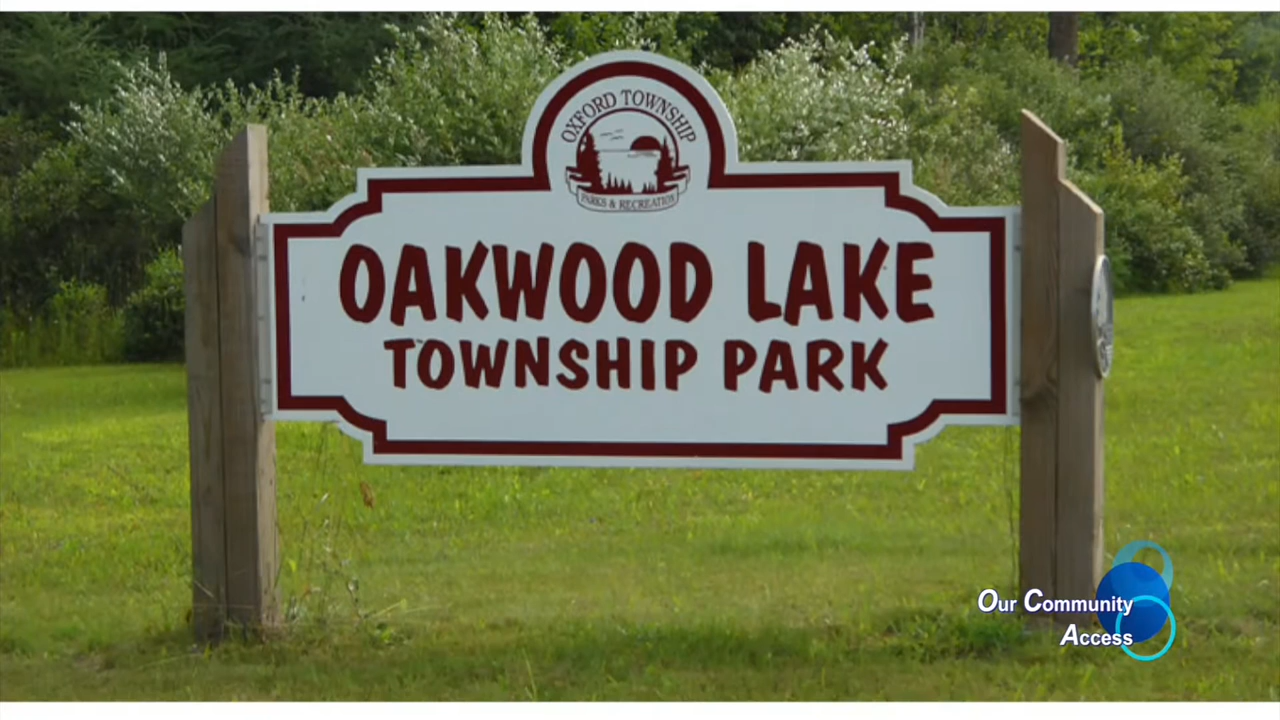 OXFORD TOWNSHIP
PARKS & RECREATION
OAKWOOD LAKE
TOWNSHIP PARK
Our Community
Access